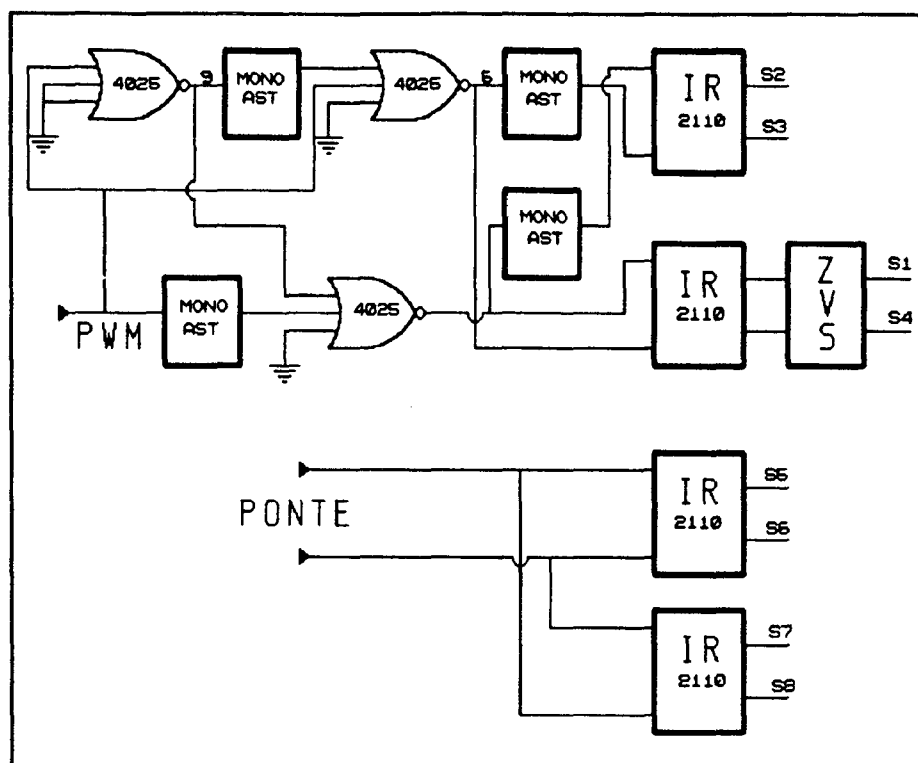 4025
9
MONO
AST
4025
6
MONO
AST
IR
2110
S2
S3
MONO
AST
PWM
MONO
AST
4025
IR
2110
ZVS
S1
S4
PONTE
IR
2110
S5
S6
IR
2110
S7
S8